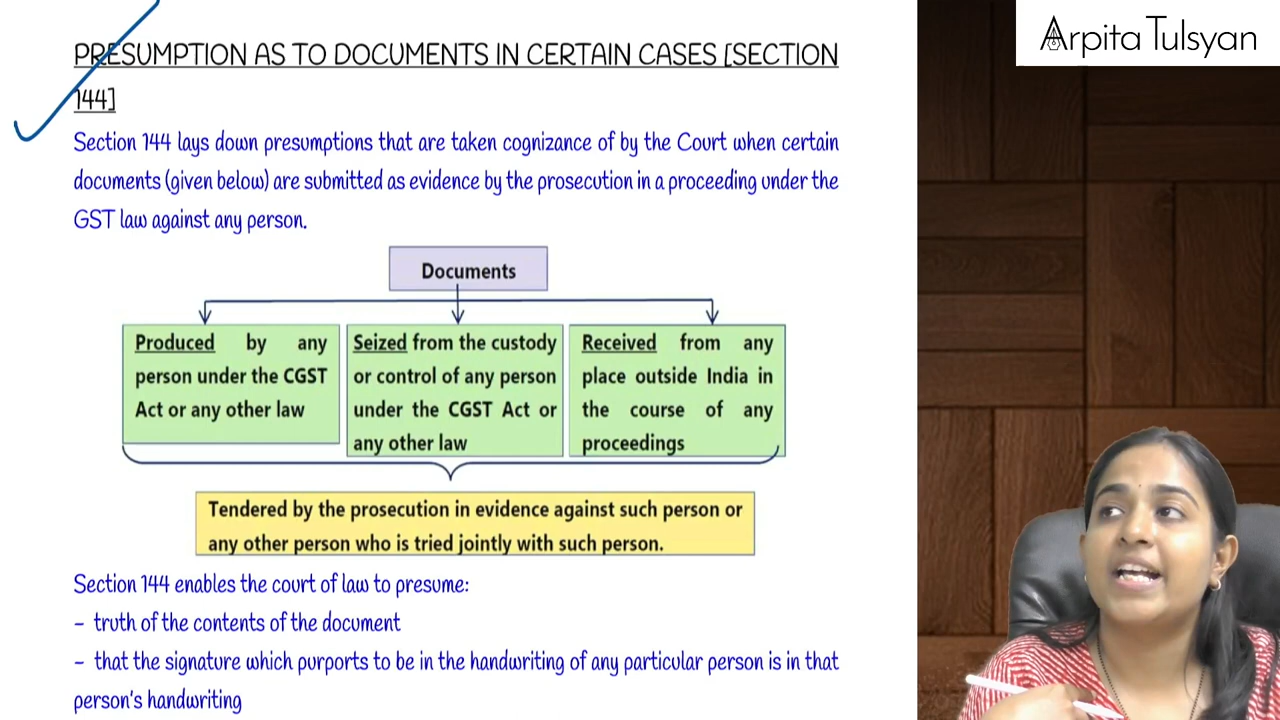 Arpita Tulsyan
PRESUMPTION AS TO DOCUMENTS IN CERTAIN CASES [SECTION
144]
Section 144 lays down presumptions that are taken cognizance of by the Court when certain
documents (given below) are submitted as evidence by the prosecution in a proceeding under the
GST law against any person.
Documents
Produced by any
person under the CGST
Act or any other law
Seized from the custody
or control of any person
under the CGST Act or
any other law
Received from any
place outside India in
the course of any
proceedings
Tendered by the prosecution in evidence against such person or
any other person who is tried jointly with such person.
Section 144 enables the court of law to presume:
- truth of the contents of the document
- that the signature which purports to be in the handwriting of any particular person is in that
person's handwriting